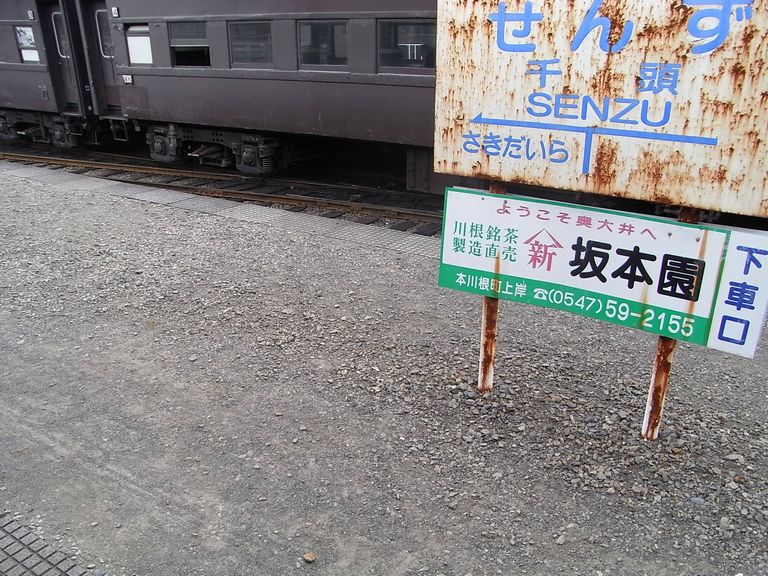 せんず
千頭
SENZU
さきだいら
ようこそ奥大井へ
川根銘茶
製造直売
新
坂本園
本川根町上岸 ☎(0547)59-2155
下車口